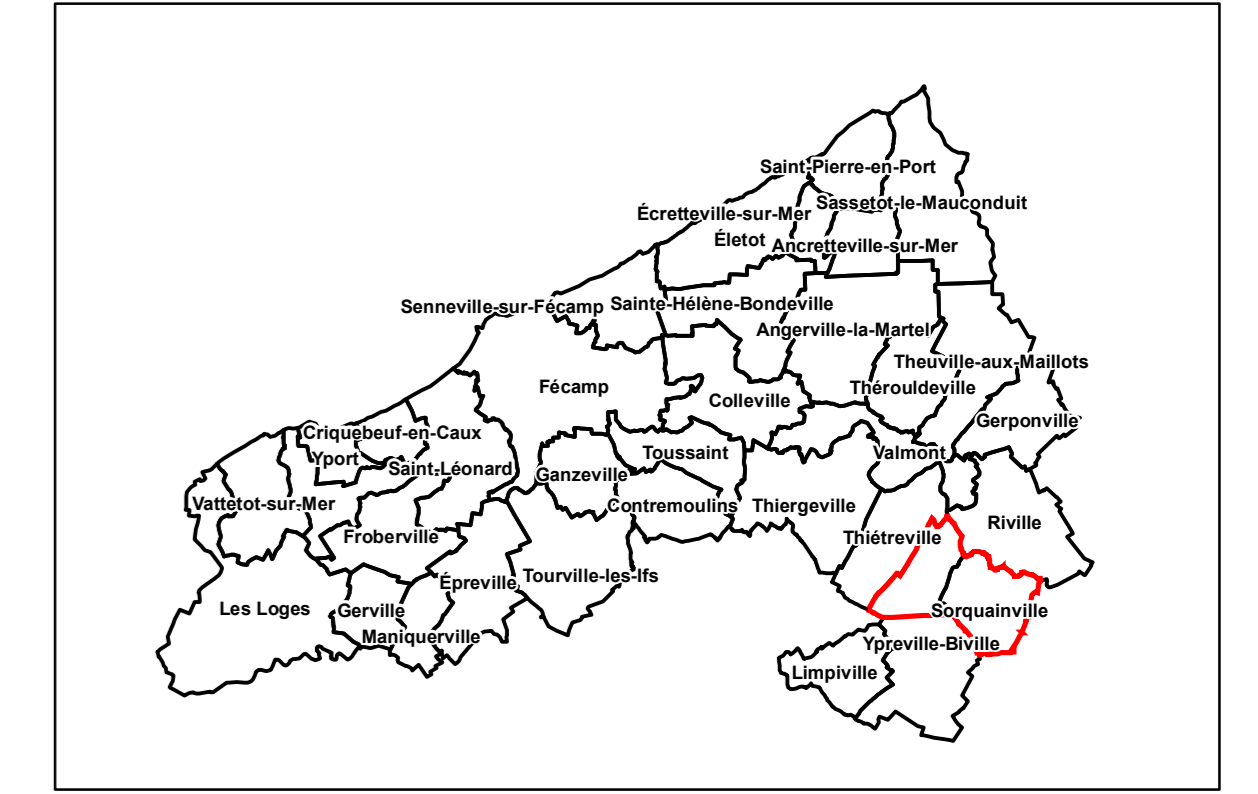 Saint-Pierre-en-Port
Sassetot-le-Mauconduit
Écretteville-sur-Mer
Életot
Ancretteville-sur-Mer
Senneville-sur-Fécamp
Sainte-Hélène-Bondeville
Angerville-la-Martel
Theuville-aux-Maillots
Fécamp
Thérouldeville
Colleville
Gerponville
Criquebeuf-en-Caux
Yport
Toussaint
Valmont
Saint-Léonard
Ganzeville
Vattetot-sur-Mer
Contremoulins
Thiergeville
Riville
Froberville
Thiétreville
Épreville
Tourville-les-Ifs
Les Loges
Gerville
Sorquainville
Maniquerville
Ypreville-Biville
Limpiville